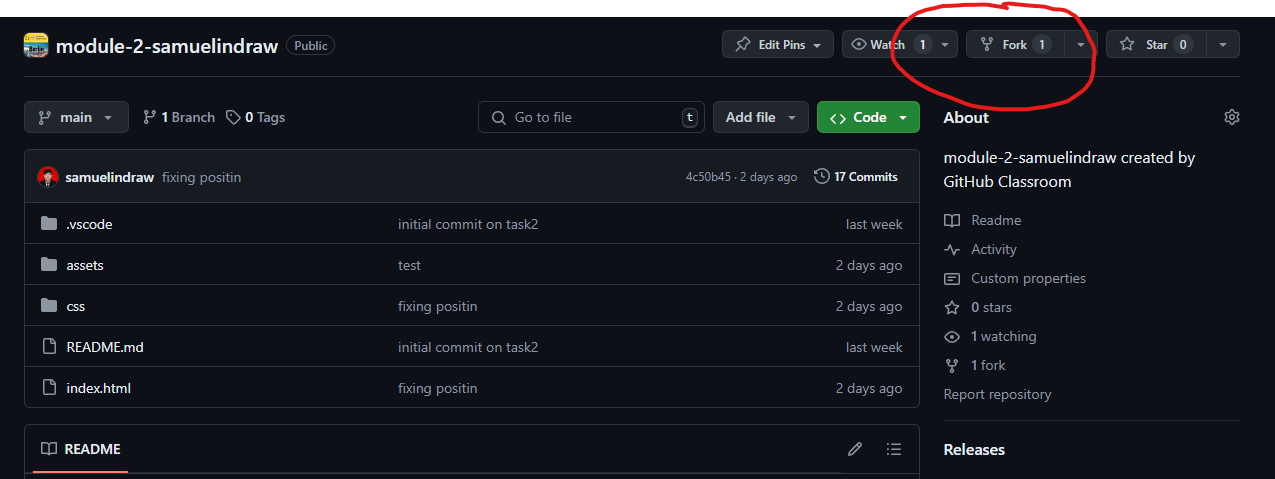 module-2-samuelindraw Public Edit Pins Watch 1 Fork 1 Star 0
main 1 Branch 0 Tags Go to file t Add file Code
About
module-2-samuelindraw created by
GitHub Classroom
samuelindraw fixing positin 4c50b45 · 2 days ago 17 Commits
.vscode initial commit on task2 last week
assets test 2 days ago
css fixing positin 2 days ago
README.md initial commit on task2 last week
index.html fixing positin 2 days ago
Readme
Activity
Custom properties
0 stars
1 watching
1 fork
Report repository
README
Releases